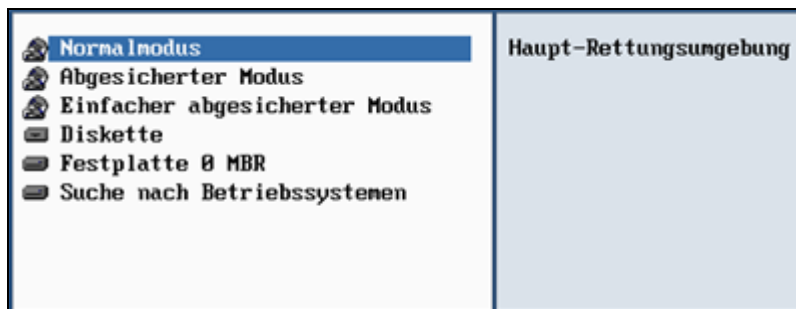 Normalmodus
Abgesicherter Modus
Einfacher abgesicherter Modus
Diskette
Festplatte 0 MBR
Suche nach Betriebssystemen
Haupt-Rettungsumgebung